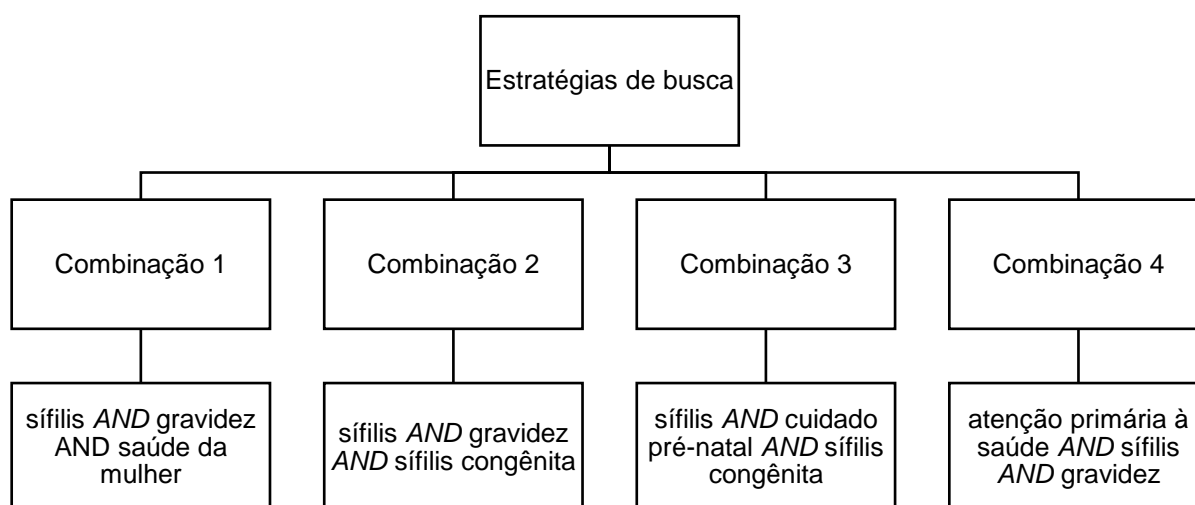 Estratégias de busca
Combinação 1
Combinação 2
Combinação 3
Combinação 4
sífilis AND gravidez
AND saúde da
mulher
sífilis AND gravidez
AND sífilis congênita
sífilis AND cuidado
pré-natal AND sífilis
congênita
atenção primária à
saúde AND sífilis
AND gravidez